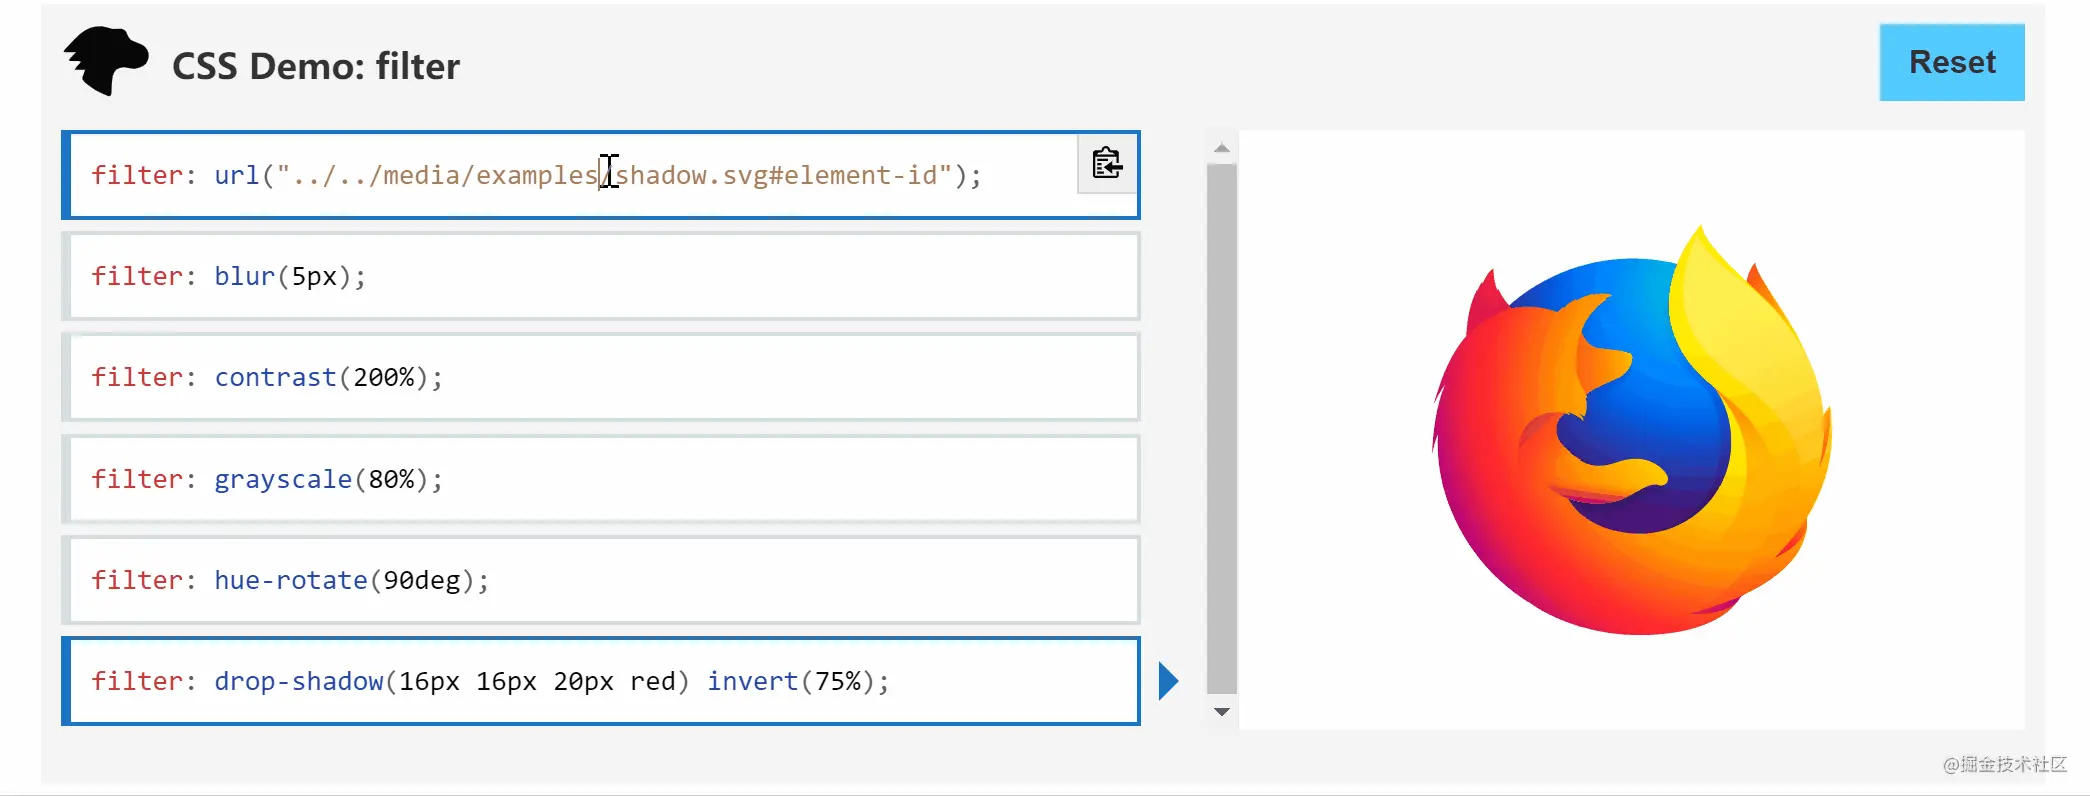 CSS Demo: filter
Reset
filter: url("../../media/examples/shadow.svg#element-id");
filter: blur(5px);
filter: contrast(200%);
filter: grayscale(80%);
filter: hue-rotate(90deg);
filter: drop-shadow(16px 16px 20px red) invert(75%);
@掘金技术社区